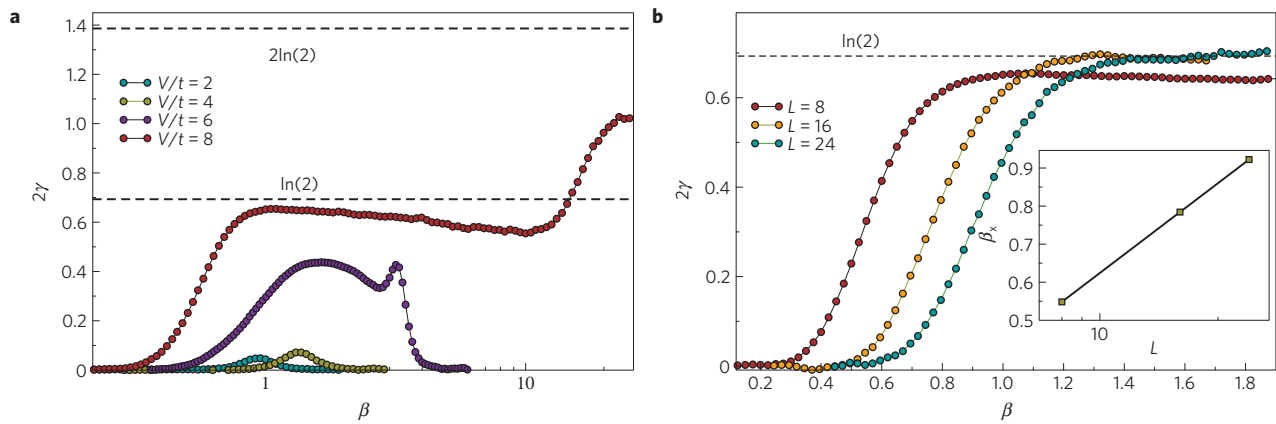 a
1.4
1.2
1.0
0.8
0.6
0.4
0.2
0
2γ
2ln(2)
V/t = 2
V/t = 4
V/t = 6
V/t = 8
ln(2)
1
10
β
b
ln(2)
0.6
0.4
0.2
0
2γ
L = 8
L = 16
L = 24
0.9
0.8
0.7
0.6
0.5
βx
10
L
0.2
0.4
0.6
0.8
1.0
1.2
1.4
1.6
1.8
β